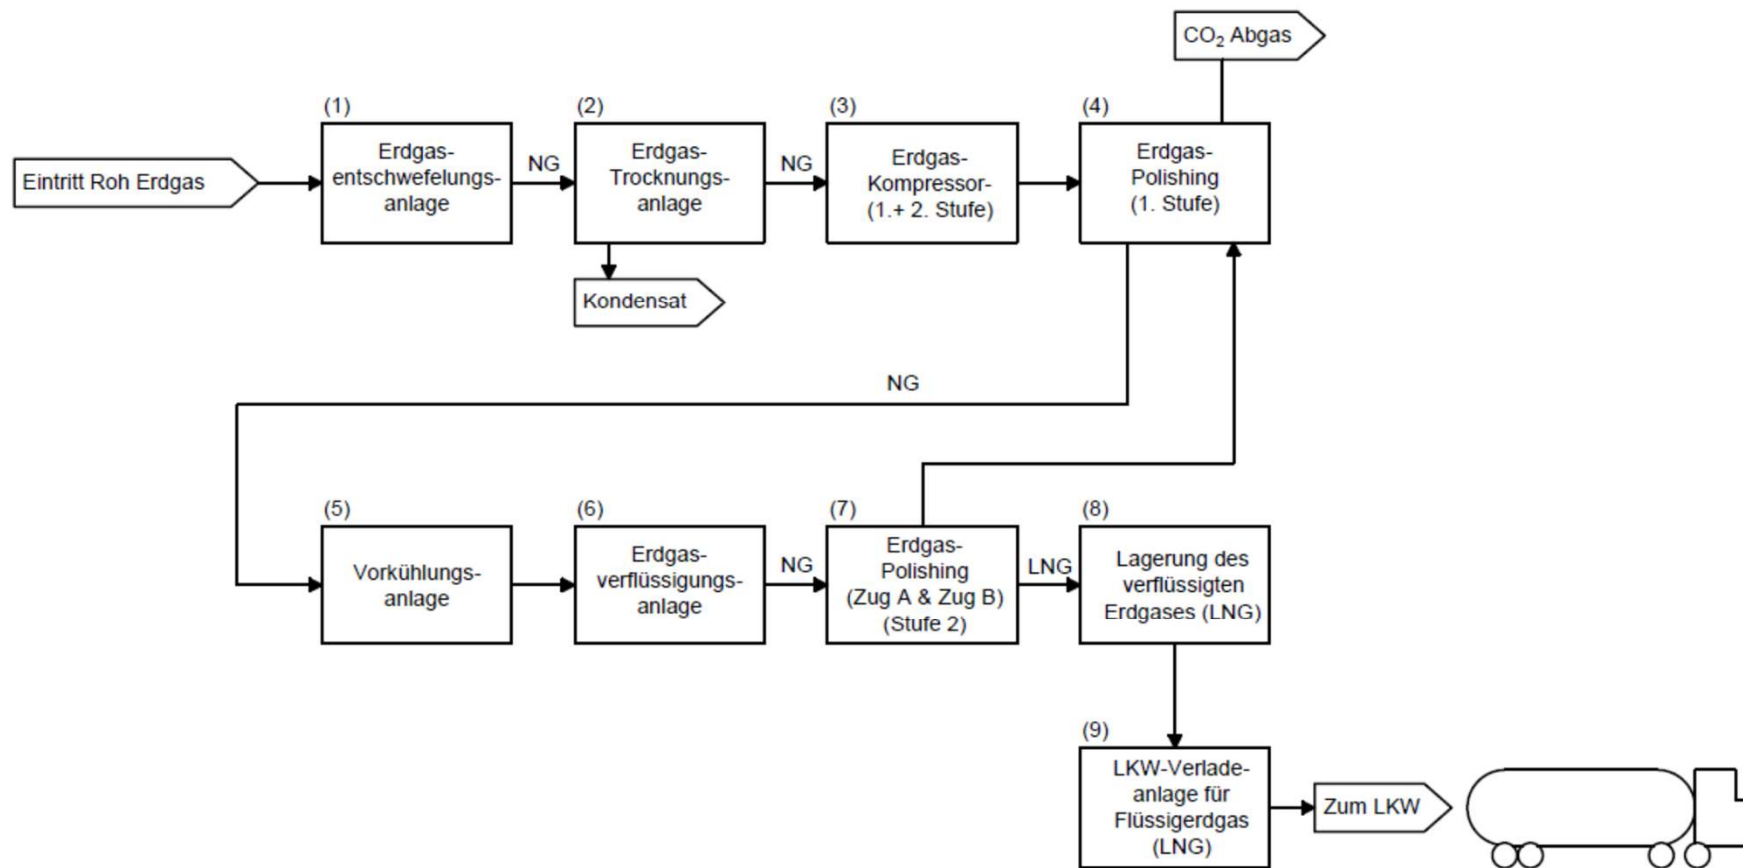 CO₂ Abgas
(1)
(2)
(3)
(4)
Eintritt Roh Erdgas
Erdgas-
entschwefelungs-
anlage
NG
Erdgas-
Trocknungs-
anlage
NG
Erdgas-
Kompressor-
(1.+ 2. Stufe)
Erdgas-
Polishing
(1. Stufe)
Kondensat
NG
(5)
(6)
(7)
(8)
Vorkühlungs-
anlage
Erdgas-
verflüssigungs-
anlage
NG
Erdgas-
Polishing
(Zug A & Zug B)
(Stufe 2)
LNG
Lagerung des
verflüssigten
Erdgases (LNG)
(9)
LKW-Verlade-
anlage für
Flüssigerdgas
(LNG)
Zum LKW